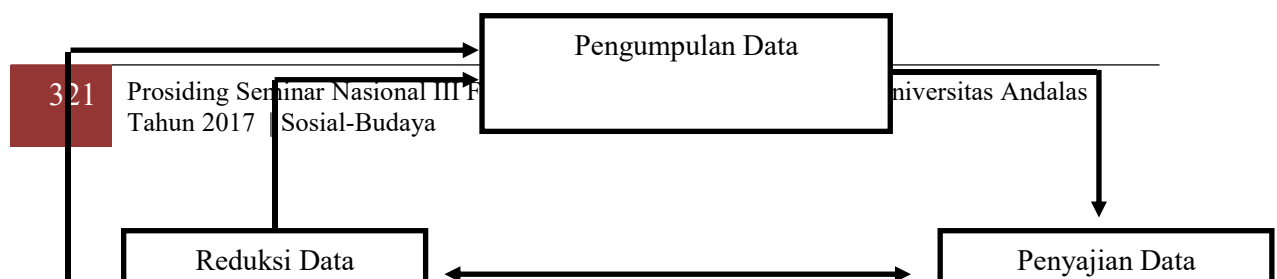 Pengumpulan Data
321 Prosiding Seminar Nasional III F niversitas Andalas
Tahun 2017 | Sosial-Budaya
Reduksi Data
Penyajian Data